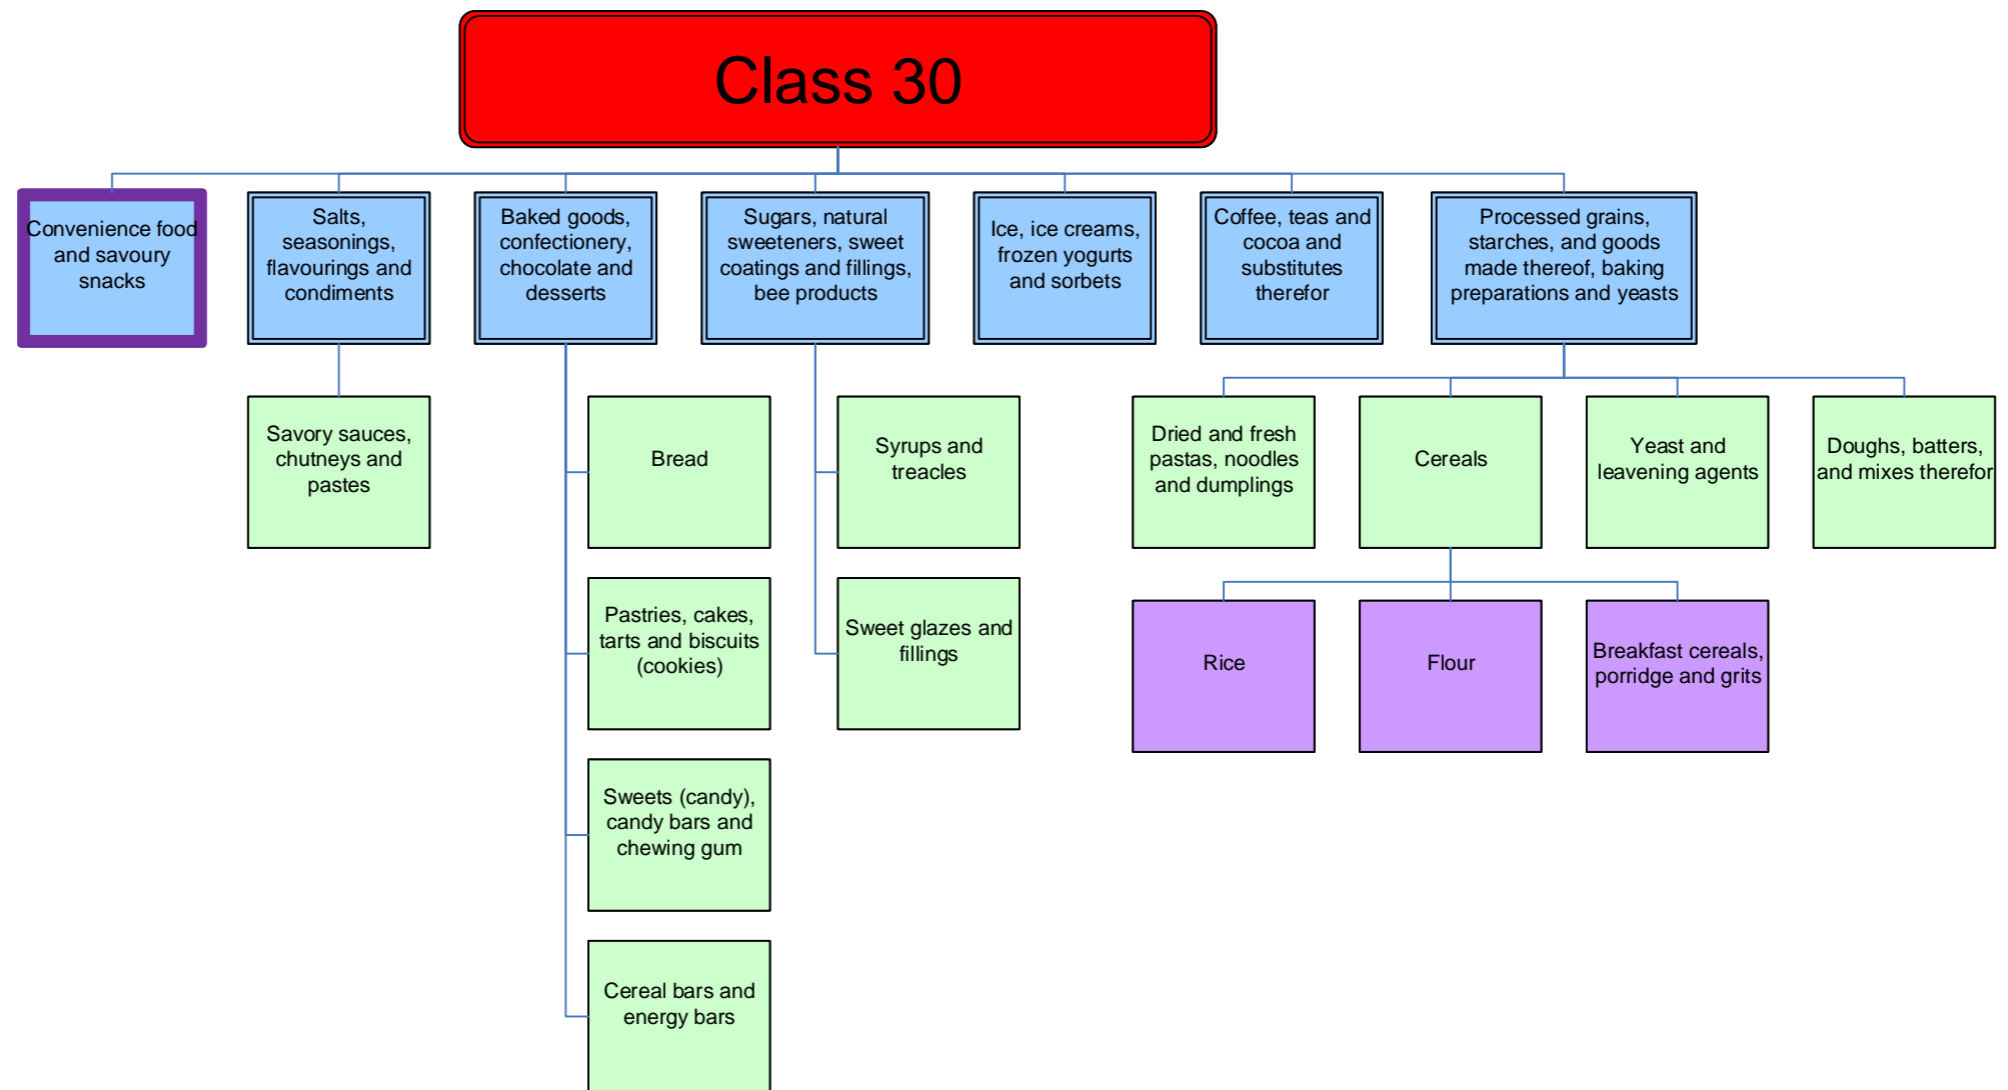 Class 30
Convenience food
and savoury
snacks
Salts,
seasonings,
flavourings and
condiments
Baked goods,
confectionery,
chocolate and
desserts
Sugars, natural
sweeteners, sweet
coatings and fillings,
bee products
Ice, ice creams,
frozen yogurts
and sorbets
Coffee, teas and
cocoa and
substitutes
therefor
Processed grains,
starches, and goods
made thereof, baking
preparations and yeasts
Savory sauces,
chutneys and
pastes
Bread
Syrups and
treacles
Dried and fresh
pastas, noodles
and dumplings
Cereals
Yeast and
leavening agents
Doughs, batters,
and mixes therefor
Pastries, cakes,
tarts and biscuits
(cookies)
Sweet glazes and
fillings
Rice
Flour
Breakfast cereals,
porridge and grits
Sweets (candy),
candy bars and
chewing gum
Cereal bars and
energy bars